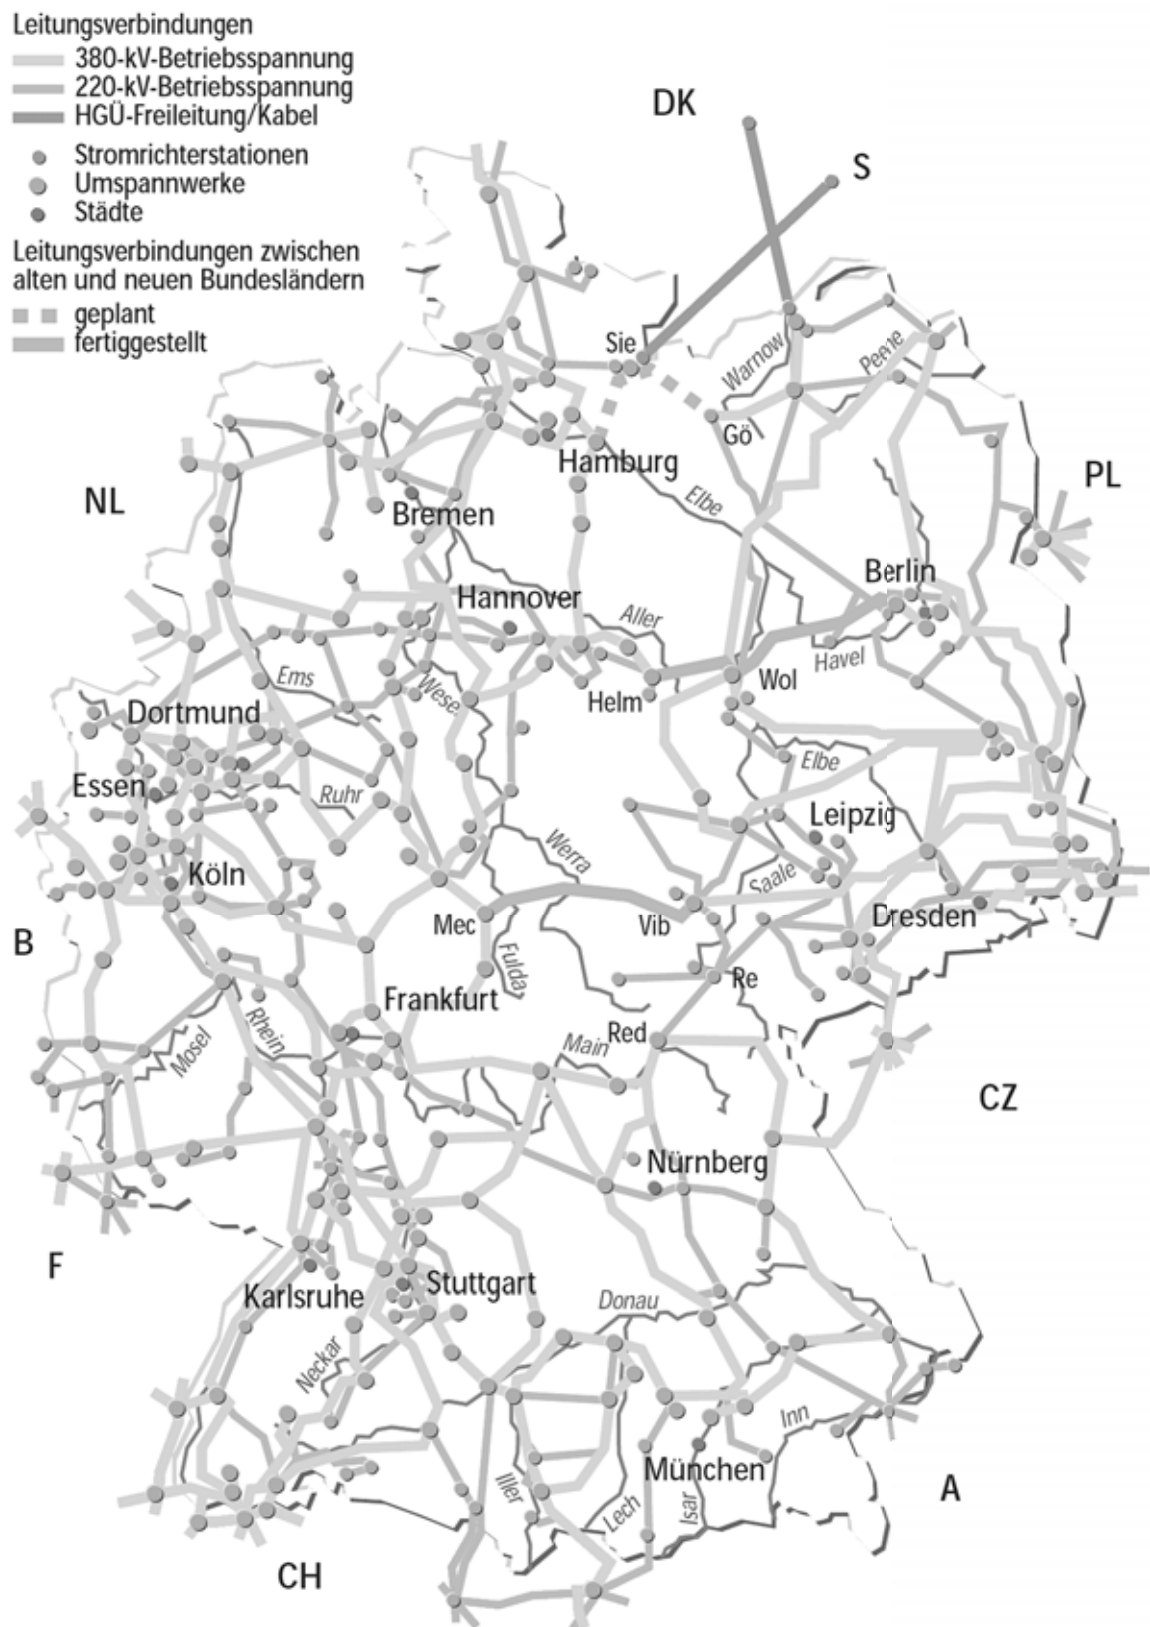 Leitungsverbindungen
380-kV-Betriebsspannung
220-kV-Betriebsspannung
HGÜ-Freileitung/Kabel
Stromrichterstationen
Umspannwerke
Städte
Leitungsverbindungen zwischen
alten und neuen Bundesländern
geplant
fertiggestellt
DK
S
Sie
Warnow
Peene
Gö
Hamburg
NL
PL
Elbe
Bremen
Berlin
Hannover
Aller
Havel
Ems
Wese
Helm
Wol
Dortmund
Elbe
Essen
Ruhr
Leipzig
Werra
Köln
Saale
Mec
Vib
Dresden
B
Fulda
Re
Frankfurt
Rhein
Mosel
Main
Red
CZ
Nürnberg
F
Karlsruhe
Stuttgart
Donau
Neckar
Inn
München
Iller
Lech
Isar
A
CH